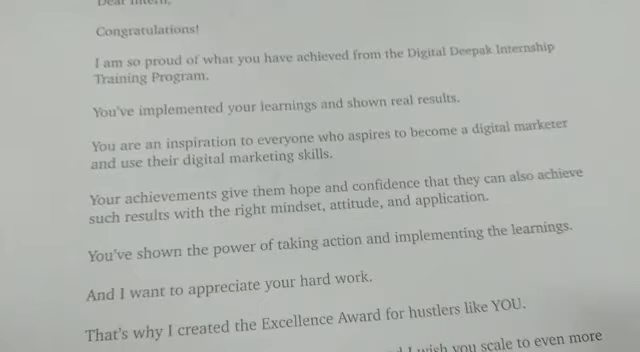 Dear Intern,
Congratulations!
I am so proud of what you have achieved from the Digital Deepak Internship
Training Program.
You've implemented your learnings and shown real results.
You are an inspiration to everyone who aspires to become a digital marketer
and use their digital marketing skills.
Your achievements give them hope and confidence that they can also achieve
such results with the right mindset, attitude, and application.
You've shown the power of taking action and implementing the learnings.
And I want to appreciate your hard work.
That's why I created the Excellence Award for hustlers like YOU.
I wish you scale to even more